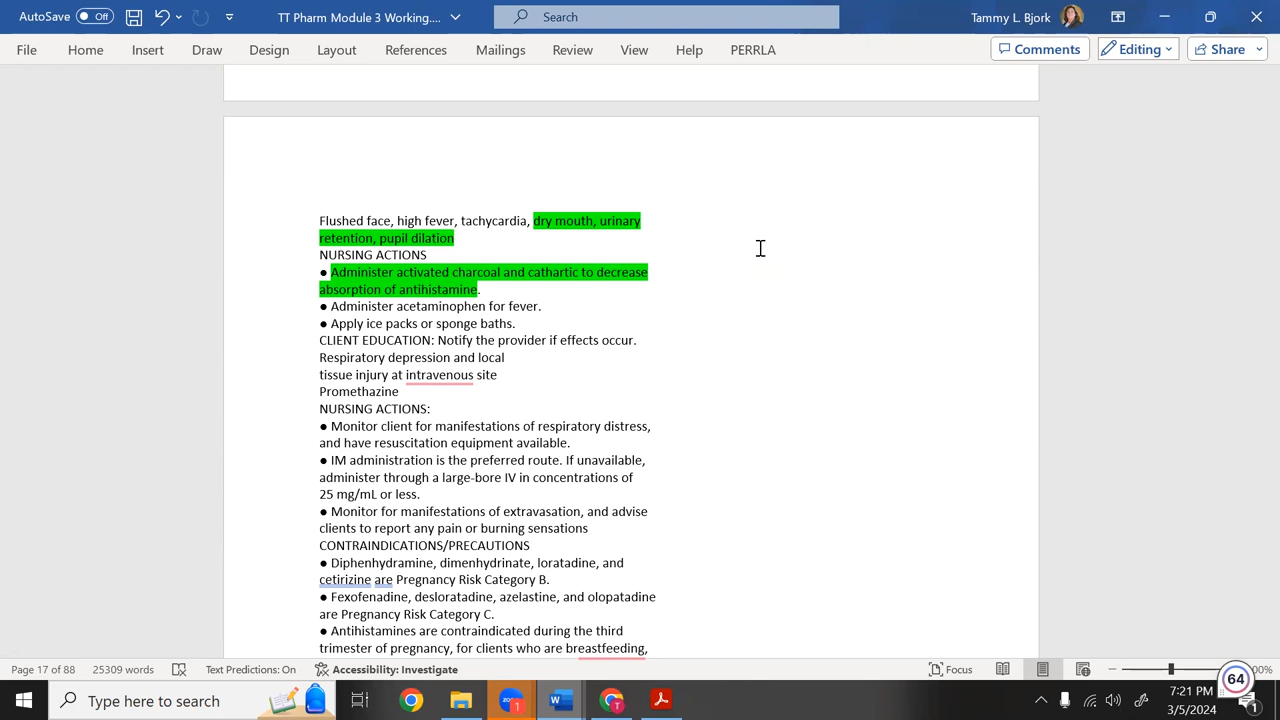 AutoSave Off TT Pharm Module 3 Working.... Search Tammy L. Bjork
File Home Insert Draw Design Layout References Mailings Review View Help PERRLA Comments Editing Share
Flushed face, high fever, tachycardia, dry mouth, urinary
retention, pupil dilation
NURSING ACTIONS
● Administer activated charcoal and cathartic to decrease
absorption of antihistamine.
● Administer acetaminophen for fever.
● Apply ice packs or sponge baths.
CLIENT EDUCATION: Notify the provider if effects occur.
Respiratory depression and local
tissue injury at intravenous site
Promethazine
NURSING ACTIONS:
● Monitor client for manifestations of respiratory distress,
and have resuscitation equipment available.
● IM administration is the preferred route. If unavailable,
administer through a large-bore IV in concentrations of
25 mg/mL or less.
● Monitor for manifestations of extravasation, and advise
clients to report any pain or burning sensations
CONTRAINDICATIONS/PRECAUTIONS
● Diphenhydramine, dimenhydrinate, loratadine, and
cetirizine are Pregnancy Risk Category B.
● Fexofenadine, desloratadine, azelastine, and olopatadine
are Pregnancy Risk Category C.
● Antihistamines are contraindicated during the third
trimester of pregnancy, for clients who are breastfeeding,
Page 17 of 88 25309 words Text Predictions: On Accessibility: Investigate Focus
64
Type here to search
7:21 PM
3/5/2024